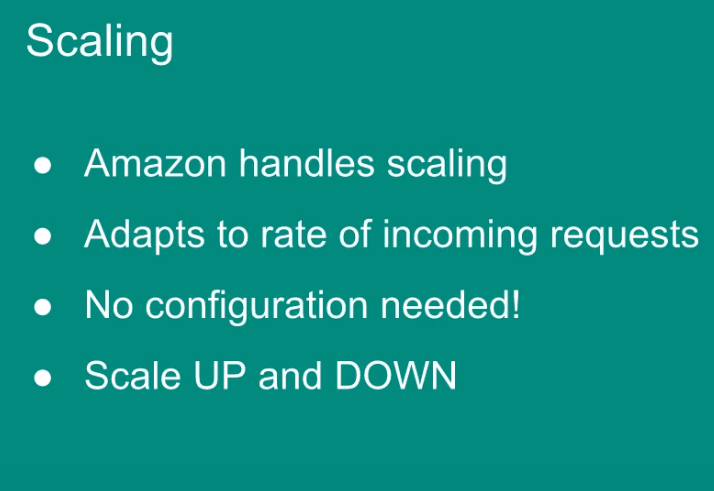 Scaling
● Amazon handles scaling
● Adapts to rate of incoming requests
● No configuration needed!
● Scale UP and DOWN